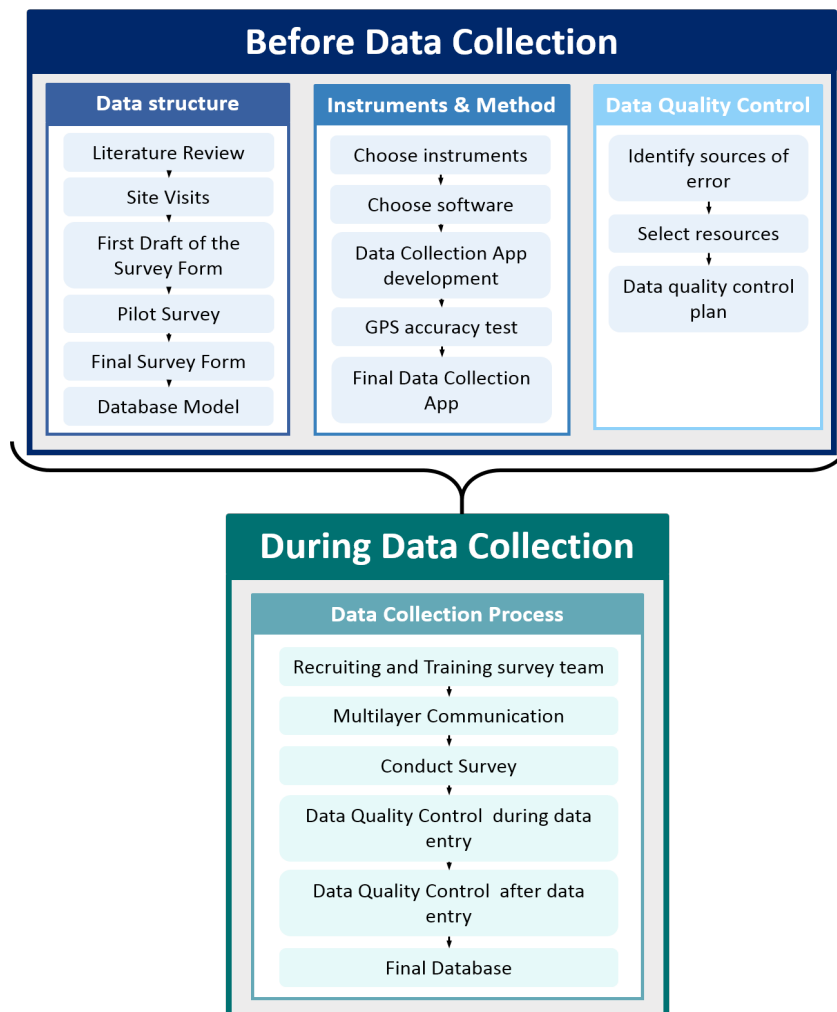 Before Data Collection
Data structure
Literature Review
Site Visits
First Draft of the
Survey Form
Pilot Survey
Final Survey Form
Database Model
Instruments & Method
Choose instruments
Choose software
Data Collection App
development
GPS accuracy test
Final Data Collection
App
Data Quality Control
Identify sources of
error
Select resources
Data quality control
plan
During Data Collection
Data Collection Process
Recruiting and Training survey team
Multilayer Communication
Conduct Survey
Data Quality Control  during data
entry
Data Quality Control  after data
entry
Final Database